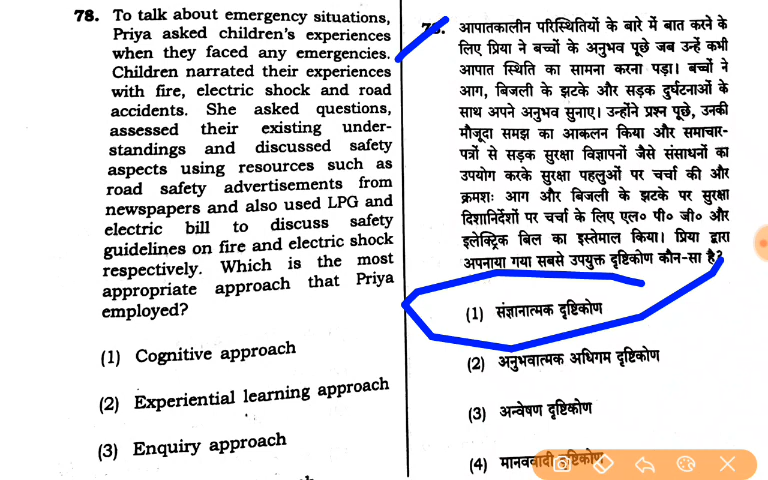 78. To talk about emergency situations,
Priya asked children's experiences
when they faced any emergencies.
Children narrated their experiences
with fire, electric shock and road
accidents. She asked questions,
assessed their existing under-
standings and discussed safety
aspects using resources such as
road safety advertisements from
newspapers and also used LPG and
electric bill to discuss safety
guidelines on fire and electric shock
respectively. Which is the most
appropriate approach that Priya
employed?
(1) Cognitive approach
(2) Experiential learning approach
(3) Enquiry approach
78. आपातकालीन परिस्थितियों के बारे में बात करने के
लिए प्रिया ने बच्चों के अनुभव पूछे जब उन्हें कभी
आपात स्थिति का सामना करना पड़ा। बच्चों ने
आग, बिजली के झटके और सड़क दुर्घटनाओं के
साथ अपने अनुभव सुनाए। उन्होंने प्रश्न पूछे, उनकी
मौजूदा समझ का आकलन किया और समाचार-
पत्रों से सड़क सुरक्षा विज्ञापनों जैसे संसाधनों का
उपयोग करके सुरक्षा पहलुओं पर चर्चा की और
क्रमशः आग और बिजली के झटके पर सुरक्षा
दिशानिर्देशों पर चर्चा के लिए एल० पी० जी० और
इलेक्ट्रिक बिल का इस्तेमाल किया। प्रिया द्वारा
अपनाया गया सबसे उपयुक्त दृष्टिकोण कौन-सा है?
(1) संज्ञानात्मक दृष्टिकोण
(2) अनुभवात्मक अधिगम दृष्टिकोण
(3) अन्वेषण दृष्टिकोण
(4) मानववादी दृष्टिकोण